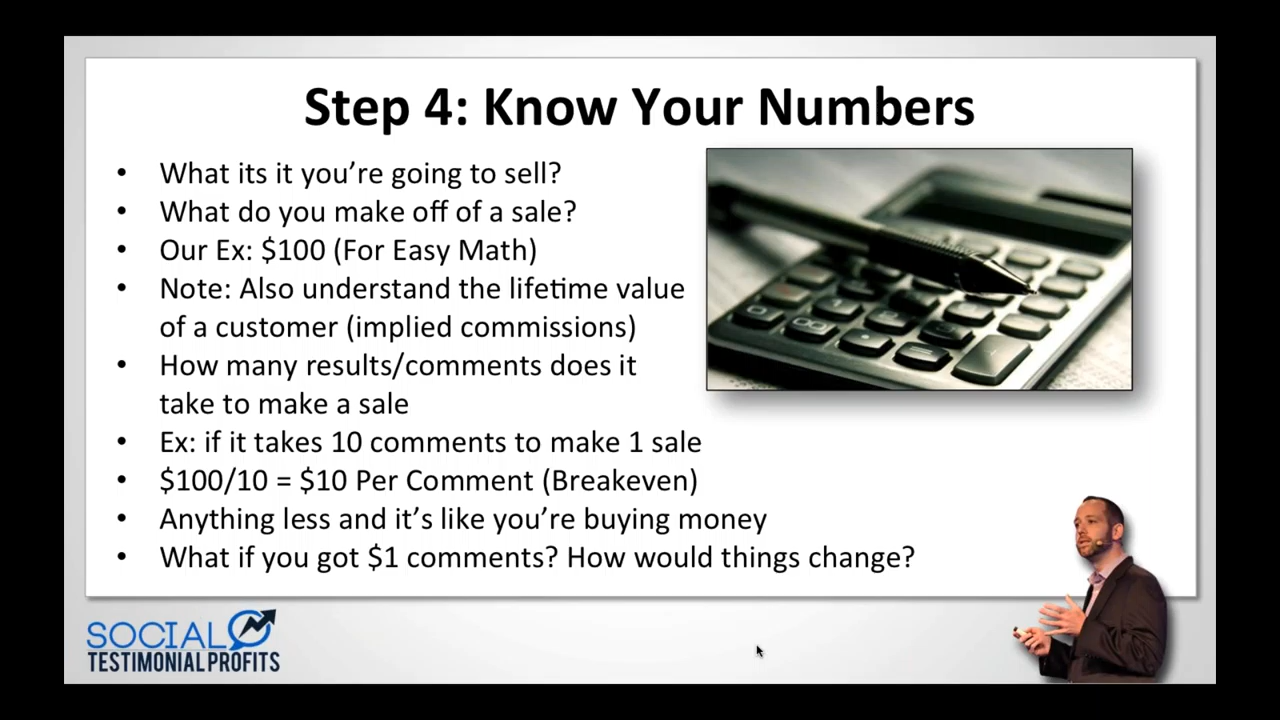 Step 4: Know Your Numbers
• What its it you’re going to sell?
• What do you make off of a sale?
• Our Ex: $100 (For Easy Math)
• Note: Also understand the lifetime value
of a customer (implied commissions)
• How many results/comments does it
take to make a sale
• Ex: if it takes 10 comments to make 1 sale
• $100/10 = $10 Per Comment (Breakeven)
• Anything less and it’s like you’re buying money
• What if you got $1 comments? How would things change?
SOCIAL
TESTIMONIAL PROFITS